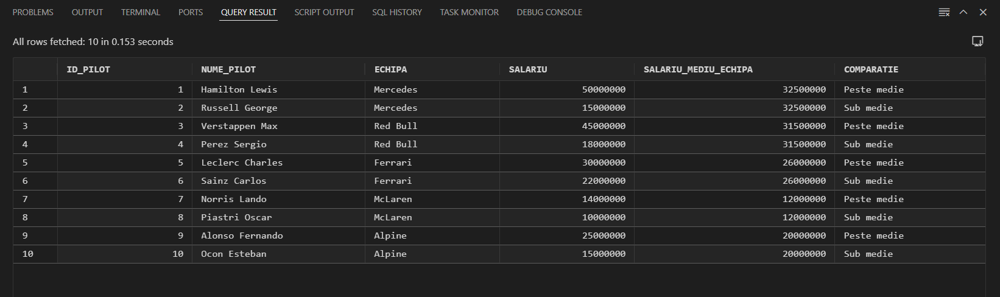 PROBLEMS OUTPUT TERMINAL PORTS QUERY RESULT SCRIPT OUTPUT SQL HISTORY TASK MONITOR DEBUG CONSOLE
All rows fetched: 10 in 0.153 seconds
ID_PILOT NUME_PILOT ECHIPA SALARIU SALARIU_MEDIU_ECHIPA COMPARATIE
1 1 Hamilton Lewis Mercedes 50000000 32500000 Peste medie
2 2 Russell George Mercedes 15000000 32500000 Sub medie
3 3 Verstappen Max Red Bull 45000000 31500000 Peste medie
4 4 Perez Sergio Red Bull 18000000 31500000 Sub medie
5 5 Leclerc Charles Ferrari 30000000 26000000 Peste medie
6 6 Sainz Carlos Ferrari 22000000 26000000 Sub medie
7 7 Norris Lando McLaren 14000000 12000000 Peste medie
8 8 Piastri Oscar McLaren 10000000 12000000 Sub medie
9 9 Alonso Fernando Alpine 25000000 20000000 Peste medie
10 10 Ocon Esteban Alpine 15000000 20000000 Sub medie